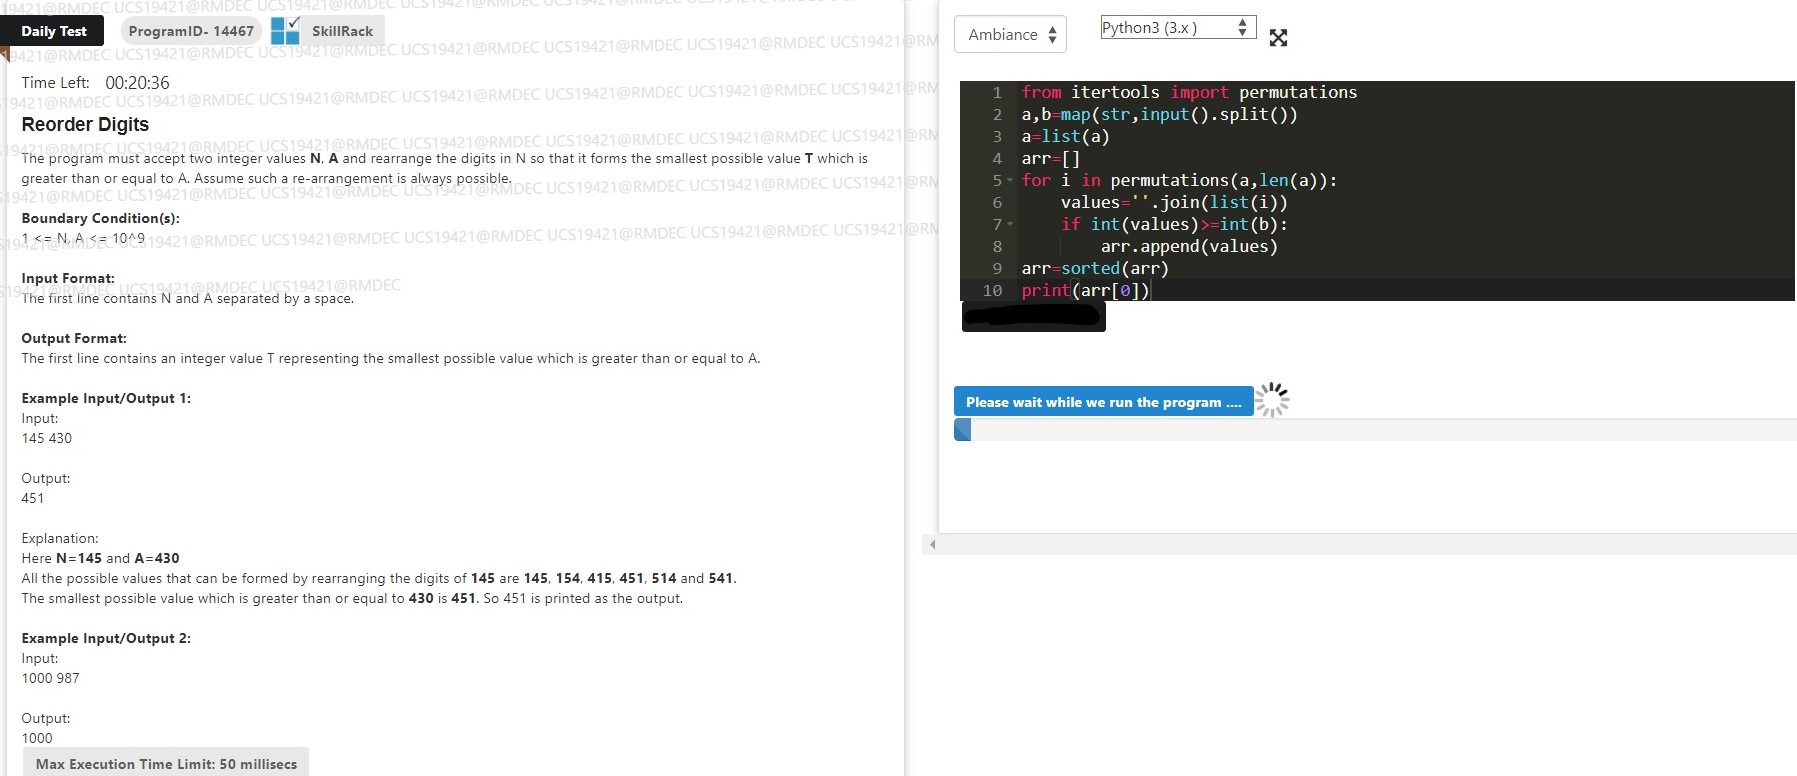 19421@RMDEC UCS19421@RMDEC UCS19421@RMDEC UCS19421@RMDEC UCS19421@RMDEC UCS19421@RMDEC UCS19421@RM
Daily Test
ProgramID- 14467
SkillRack
Time Left: 00:20:36
Reorder Digits
The program must accept two integer values N, A and rearrange the digits in N so that it forms the smallest possible value T which is
greater than or equal to A. Assume such a re-arrangement is always possible.
Boundary Condition(s):
1 <= N, A <= 10^9
Input Format:
The first line contains N and A separated by a space.
Output Format:
The first line contains an integer value T representing the smallest possible value which is greater than or equal to A.
Example Input/Output 1:
Input:
145 430
Output:
451
Explanation:
Here N=145 and A=430
All the possible values that can be formed by rearranging the digits of 145 are 145, 154, 415, 451, 514 and 541.
The smallest possible value which is greater than or equal to 430 is 451. So 451 is printed as the output.
Example Input/Output 2:
Input:
1000 987
Output:
1000
Max Execution Time Limit: 50 millisecs
Ambiance
Python3 (3.x)
1 from itertools import permutations
2 a,b=map(str,input().split())
3 a=list(a)
4 arr=[]
5 for i in permutations(a,len(a)):
6 values=''.join(list(i))
7 if int(values)>=int(b):
8 arr.append(values)
9 arr=sorted(arr)
10 print(arr[0])
Please wait while we run the program ....